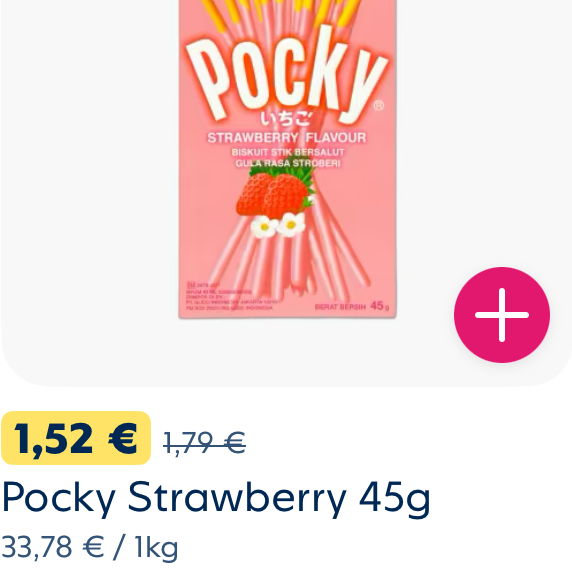 Pocky®
いちご
STRAWBERRY FLAVOUR
BISKUIT STIK BERSALUT
GULA RASA STROBERI
BERAT BERSIH 45g
1,52 € 1,79 €
Pocky Strawberry 45g
33,78 € / 1kg